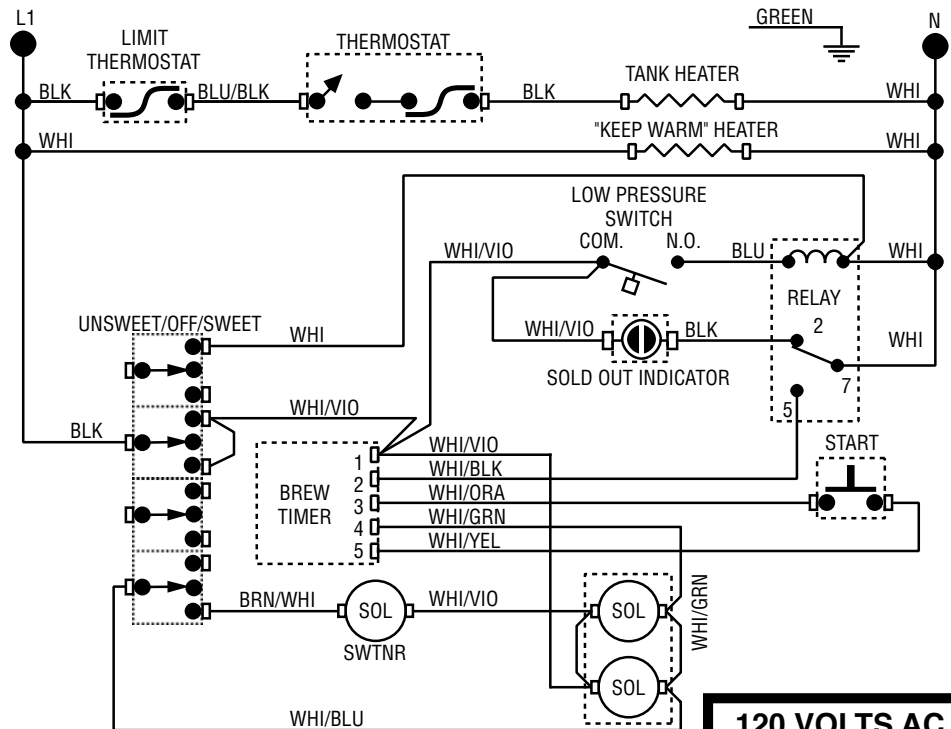 L1
GREEN
N
LIMIT
THERMOSTAT
THERMOSTAT
TANK HEATER
BLK
BLU/BLK
BLK
WHI
"KEEP WARM" HEATER
WHI
WHI
LOW PRESSURE
SWITCH
COM.
N.O.
WHI/VIO
BLU
WHI
RELAY
UNSWEET/OFF/SWEET
WHI
WHI/VIO
BLK
2
WHI
SOLD OUT INDICATOR
7
5
WHI/VIO
BLK
START
BREW
TIMER
1
2
3
4
5
WHI/VIO
WHI/BLK
WHI/ORA
WHI/GRN
WHI/YEL
BRN/WHI
SOL
SWTNR
WHI/VIO
SOL
WHI/GRN
SOL
WHI/BLU
120 VOLTS AC